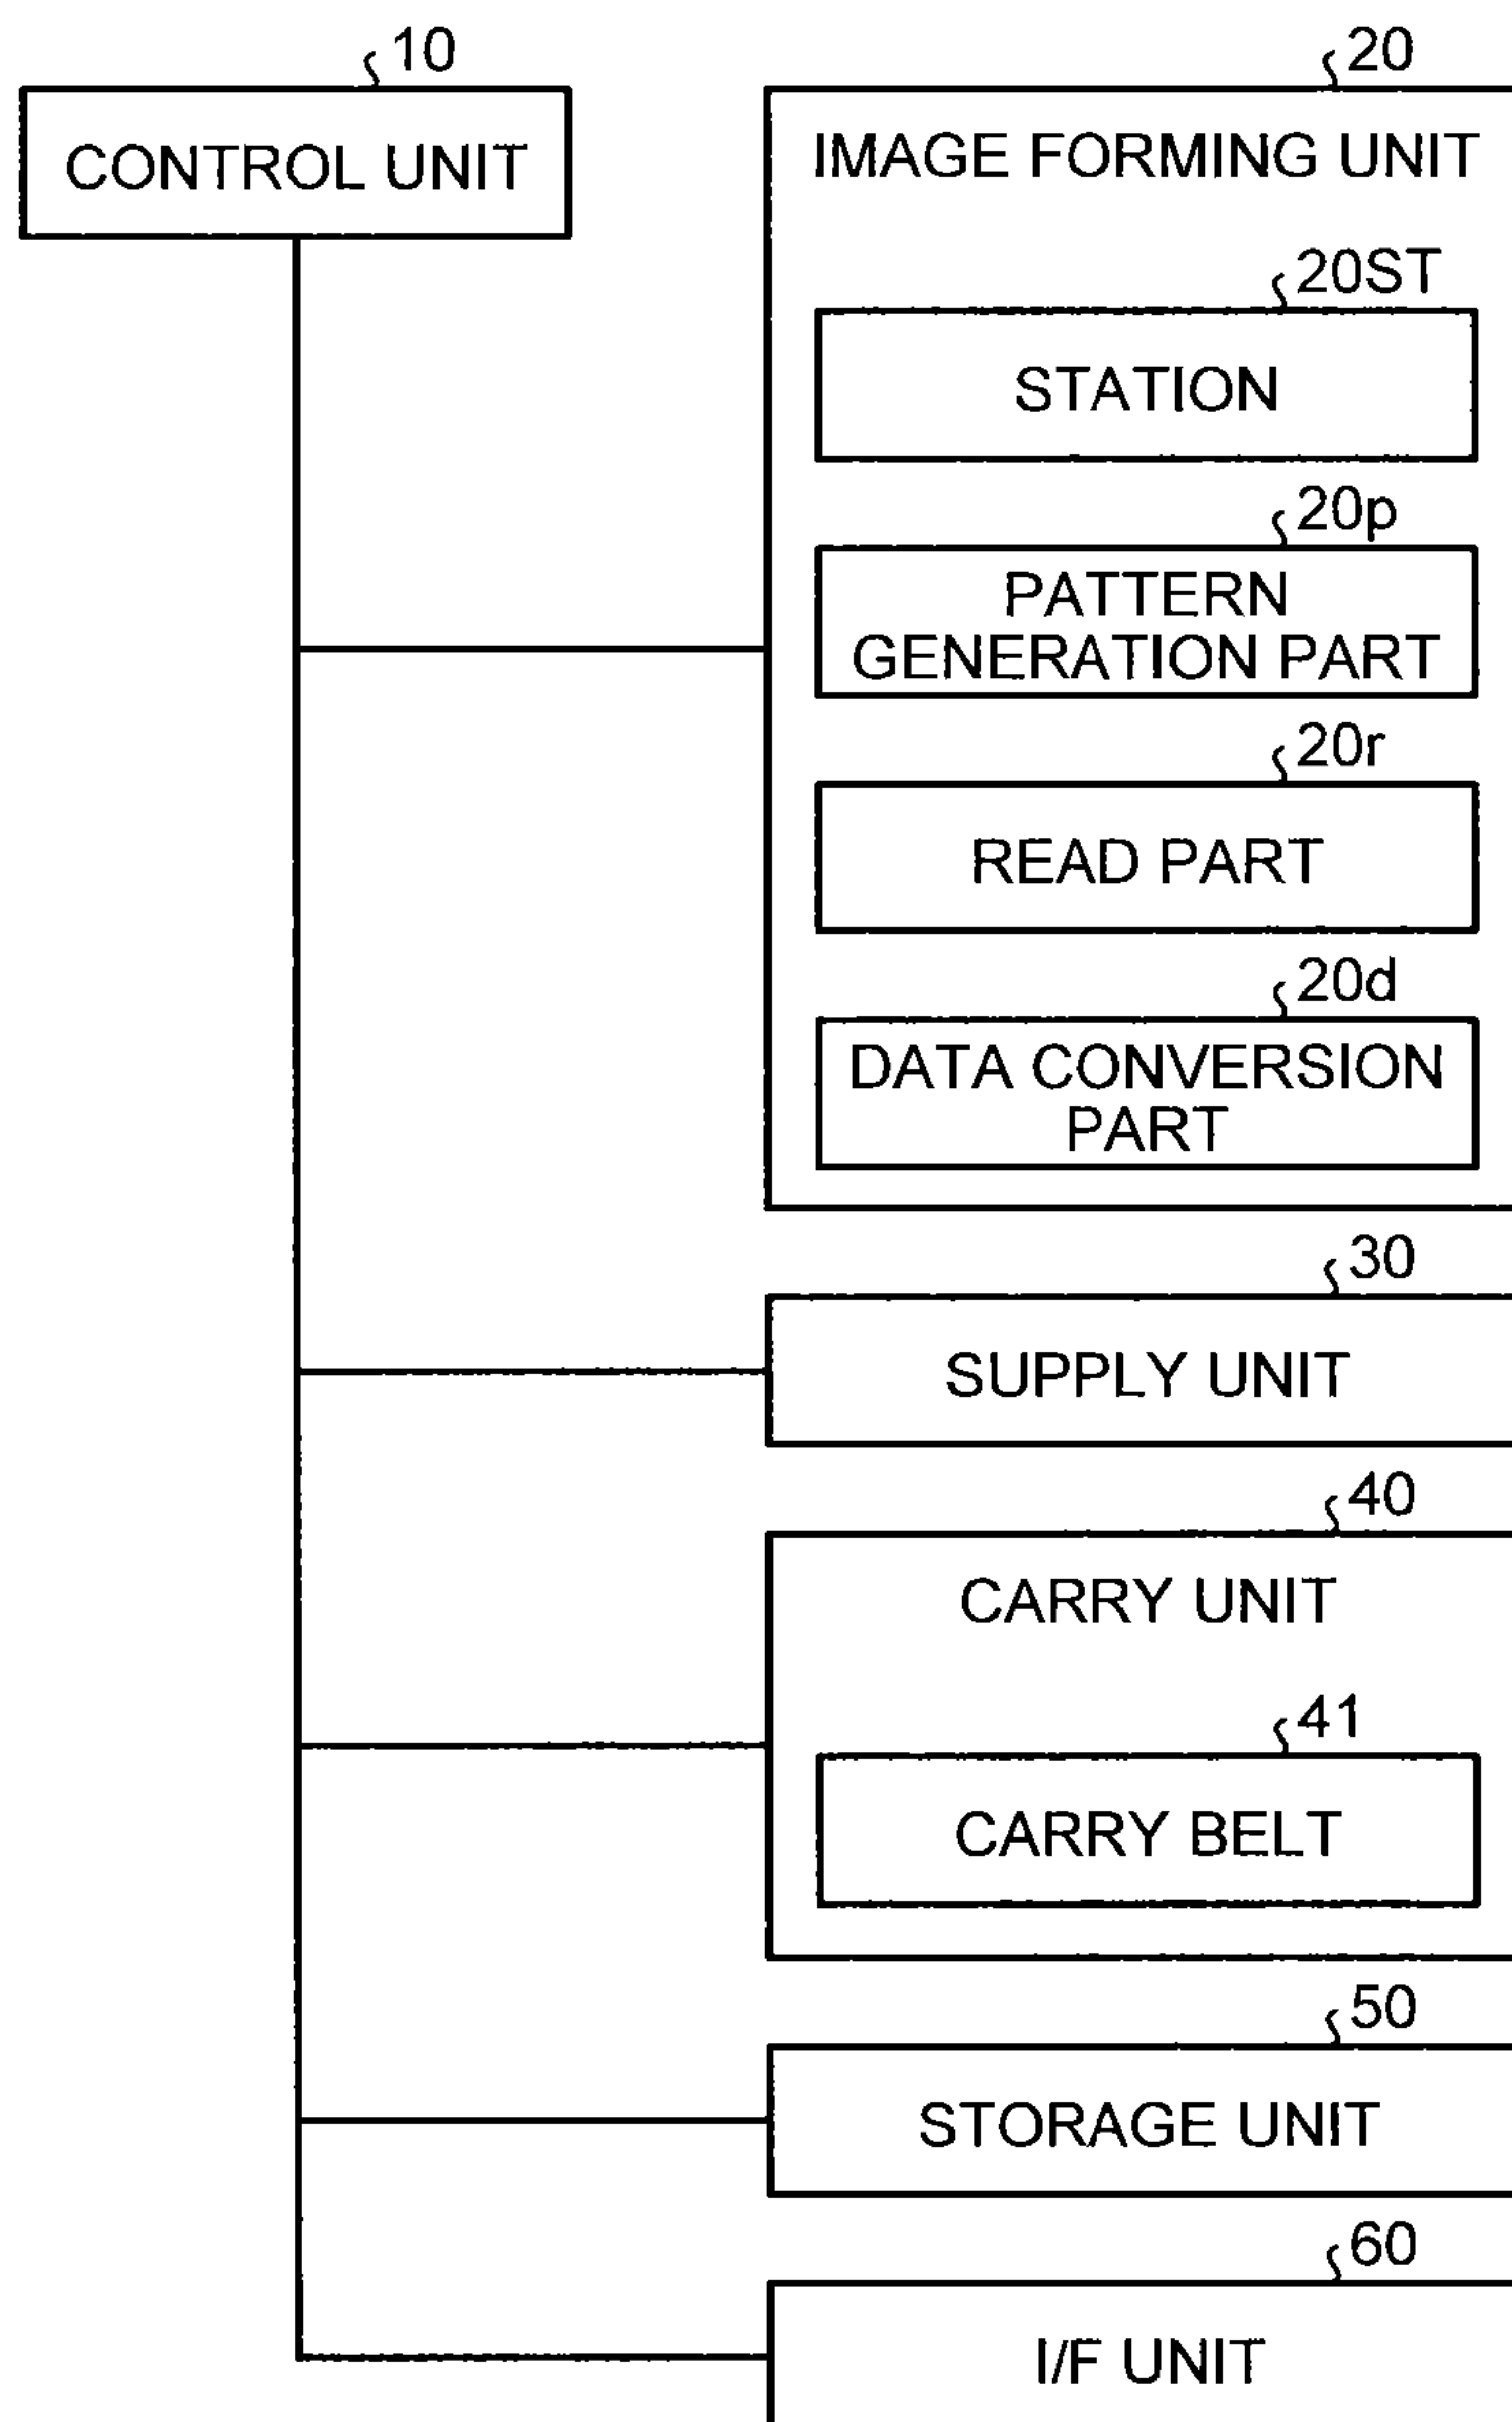 10
CONTROL UNIT
20
IMAGE FORMING UNIT
20ST
STATION
20p
PATTERN
GENERATION PART
20r
READ PART
20d
DATA CONVERSION
PART
30
SUPPLY UNIT
40
CARRY UNIT
41
CARRY BELT
50
STORAGE UNIT
60
I/F UNIT